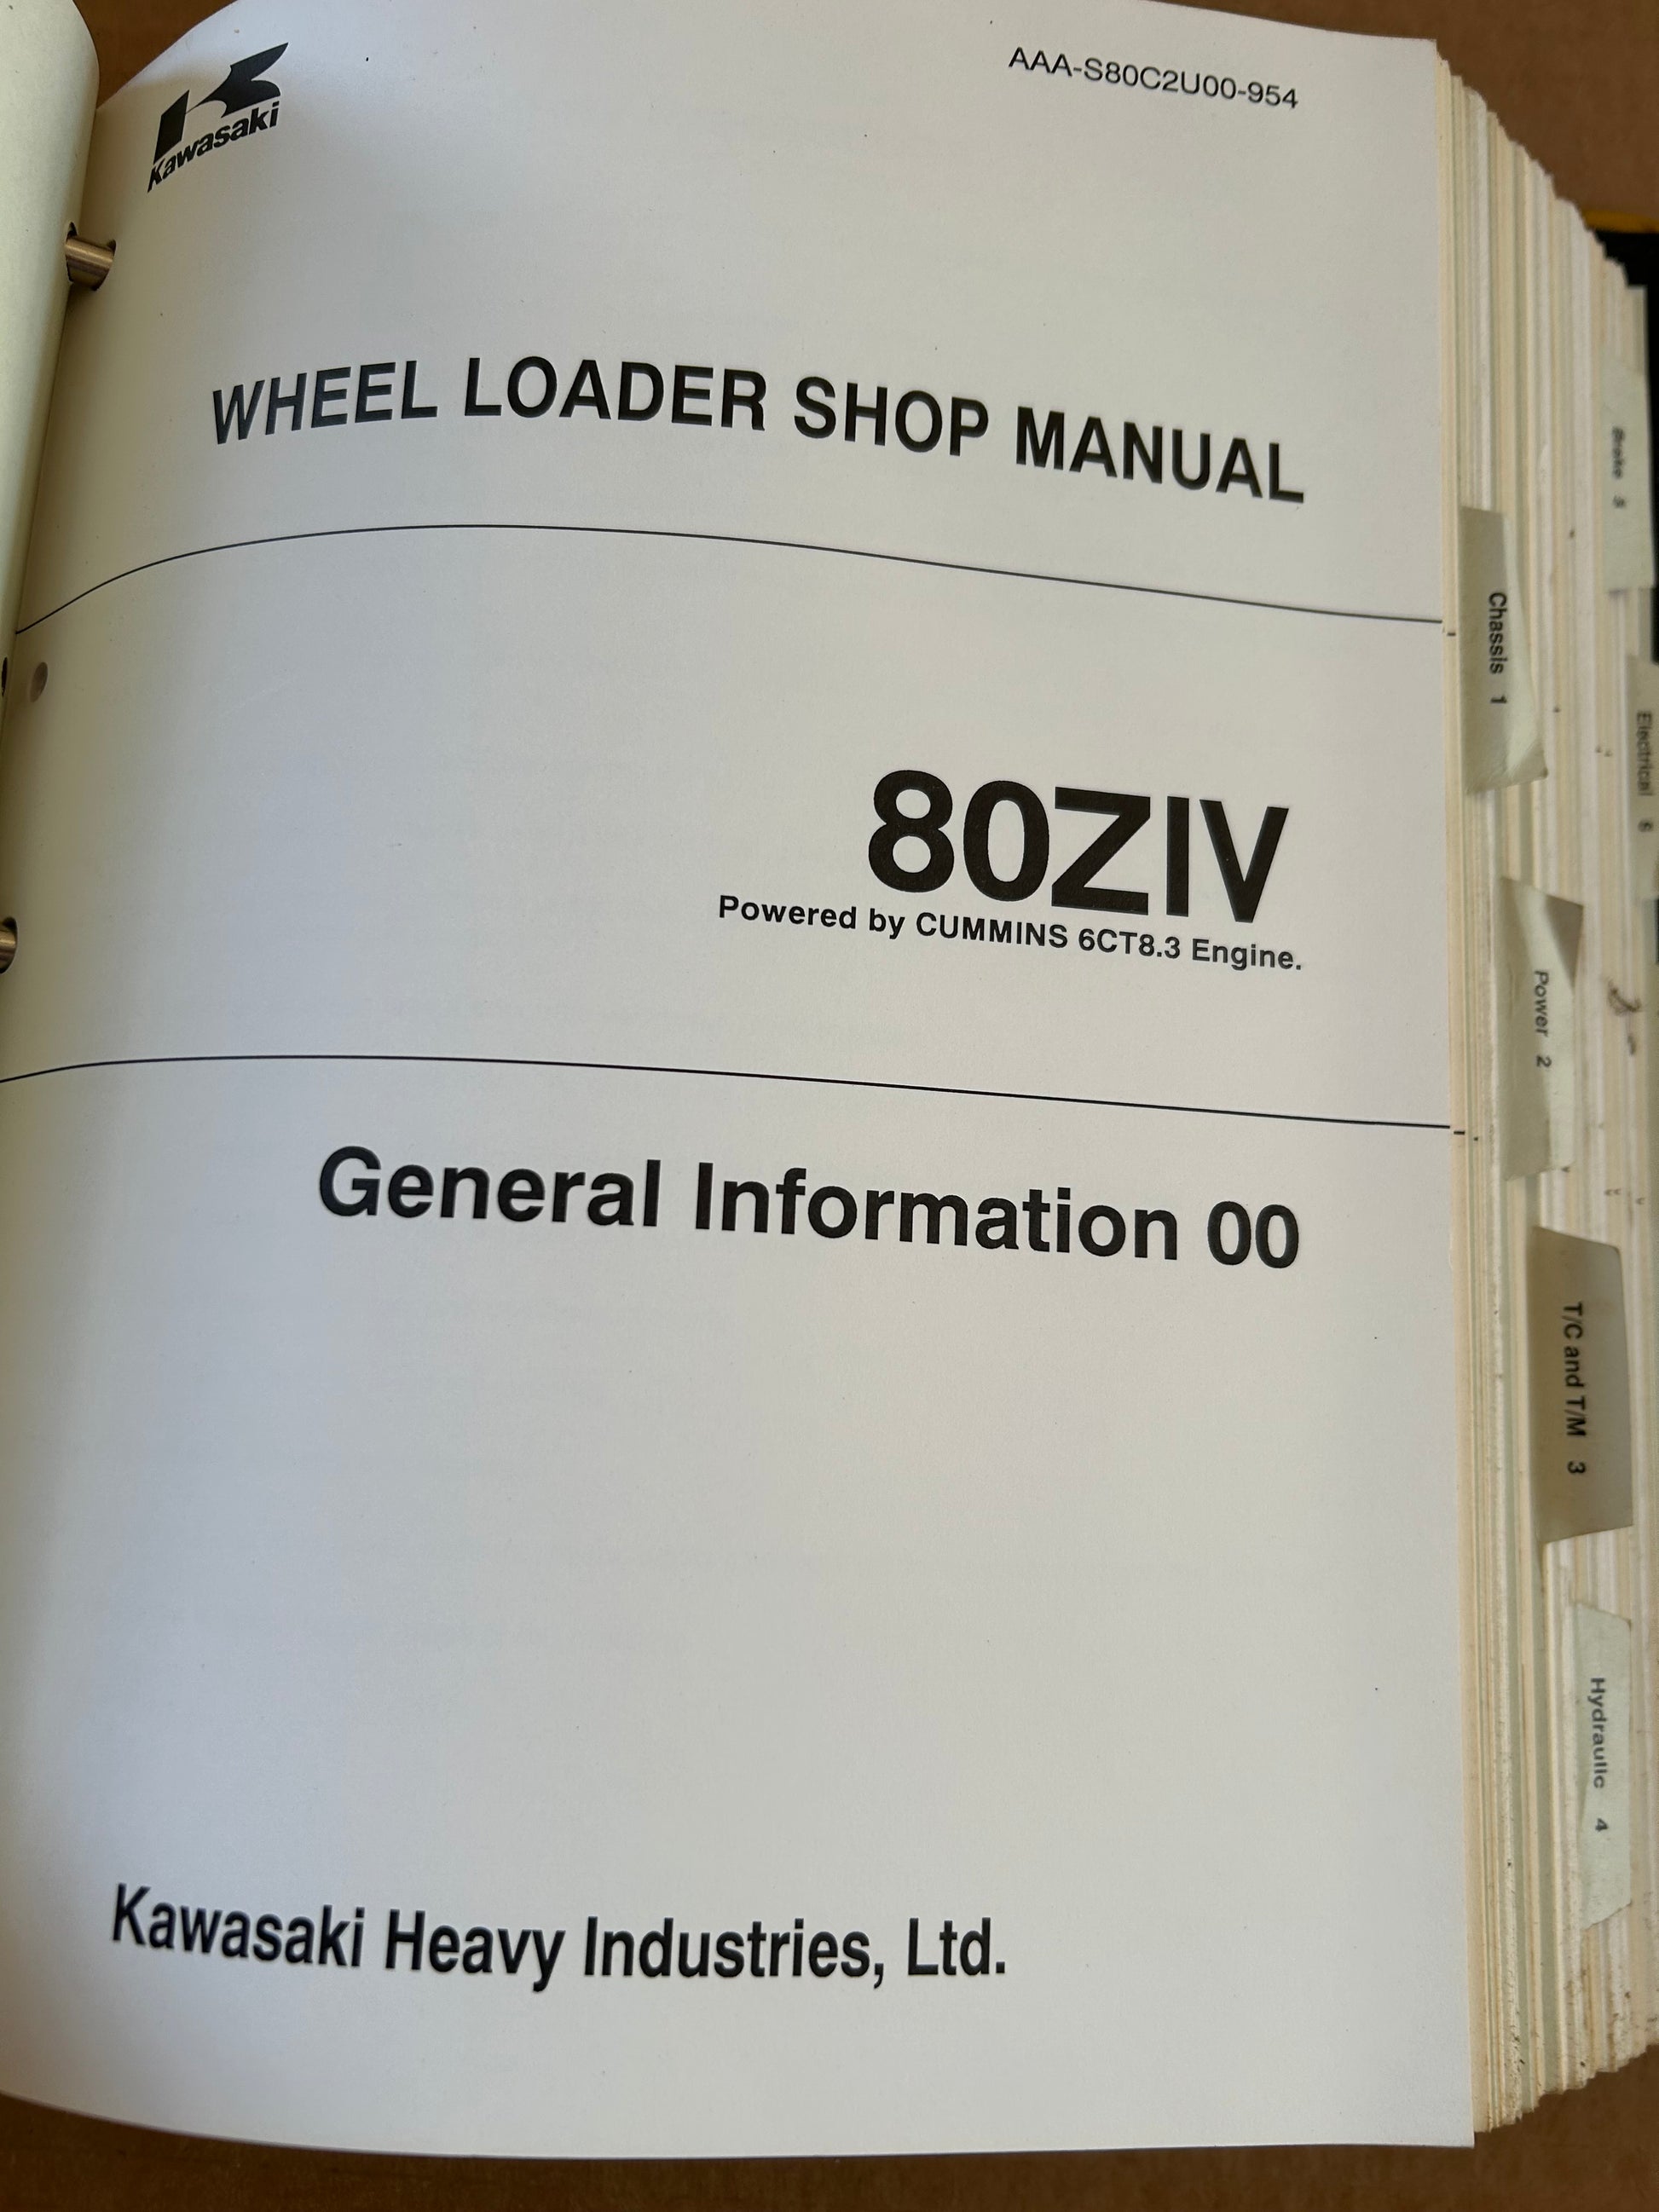 Kawasaki
AAA-S80C2U00-954
WHEEL LOADER SHOP MANUAL
80ZIV
Powered by CUMMINS 6CT8.3 Engine.
General Information 00
Kawasaki Heavy Industries, Ltd.
Chassis 1
Power 2
T/C and T/M 3
Hydraulic 4
Brake 5
Electrical 6